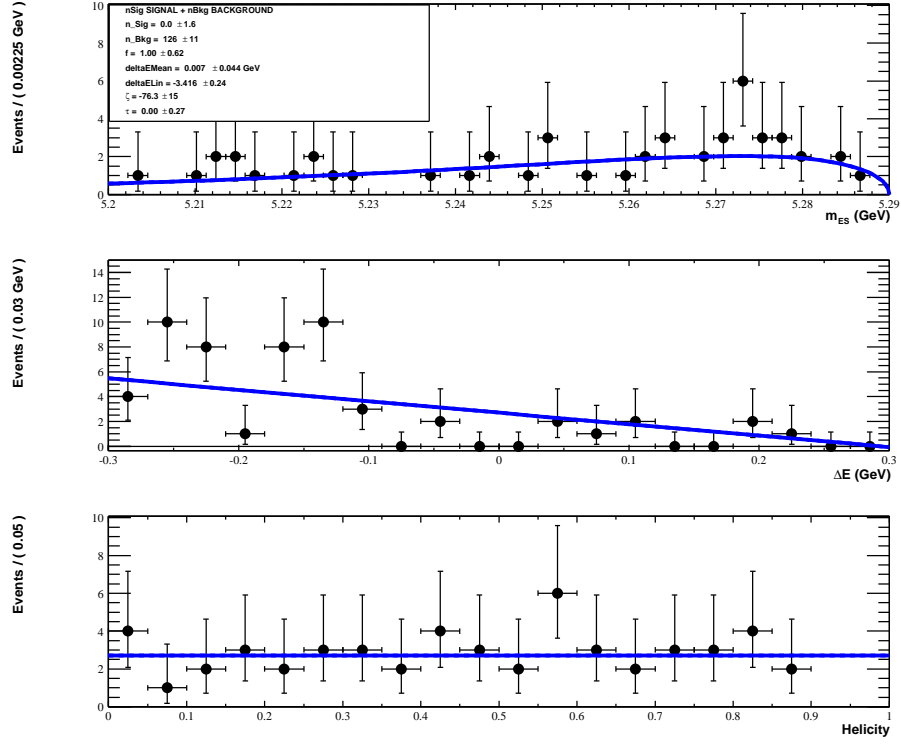 nSig SIGNAL + nBkg BACKGROUND
n_Sig = 0.0 ±1.6
n_Bkg = 126 ±11
f = 1.00 ±0.62
deltaEMean = 0.007 ±0.044 GeV
deltaELin = -3.416 ±0.24
ζ = -76.3 ±15
τ = 0.00 ±0.27
Events / ( 0.00225 GeV )
10
8
6
4
2
0
5.2 5.21 5.22 5.23 5.24 5.25 5.26 5.27 5.28 5.29
m_ES (GeV)
Events / ( 0.03 GeV )
14
12
10
8
6
4
2
0
-0.3 -0.2 -0.1 0 0.1 0.2 0.3
ΔE (GeV)
Events / ( 0.05 )
10
8
6
4
2
0
0 0.1 0.2 0.3 0.4 0.5 0.6 0.7 0.8 0.9 1
Helicity